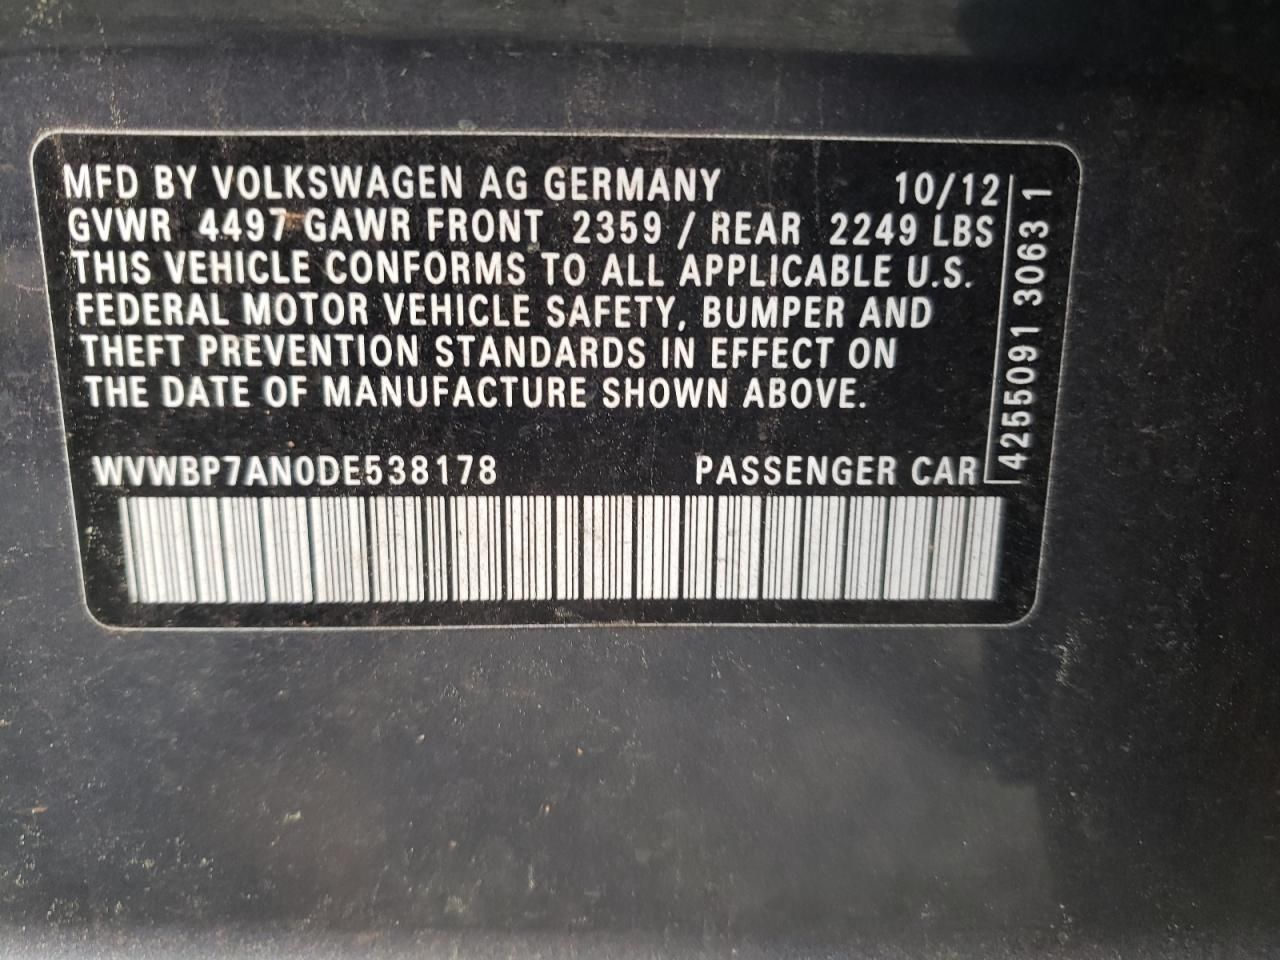 MFD BY VOLKSWAGEN AG GERMANY 10/12
GVWR 4497 GAWR FRONT 2359 / REAR 2249 LBS
THIS VEHICLE CONFORMS TO ALL APPLICABLE U.S.
FEDERAL MOTOR VEHICLE SAFETY, BUMPER AND
THEFT PREVENTION STANDARDS IN EFFECT ON
THE DATE OF MANUFACTURE SHOWN ABOVE.
WVWBP7AN0DE538178 PASSENGER CAR
4255091 3063 1